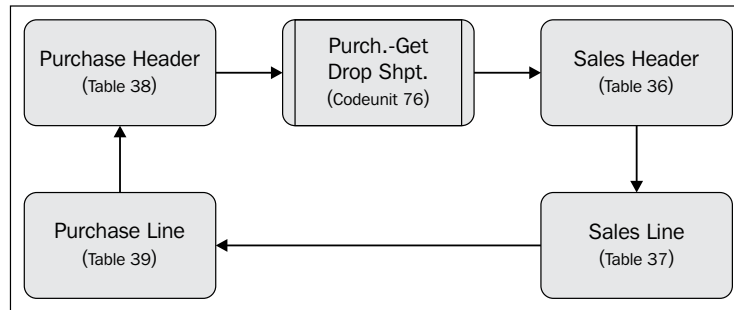 Purchase Header
(Table 38)
Purch.-Get
Drop Shpt.
(Codeunit 76)
Sales Header
(Table 36)
Purchase Line
(Table 39)
Sales Line
(Table 37)